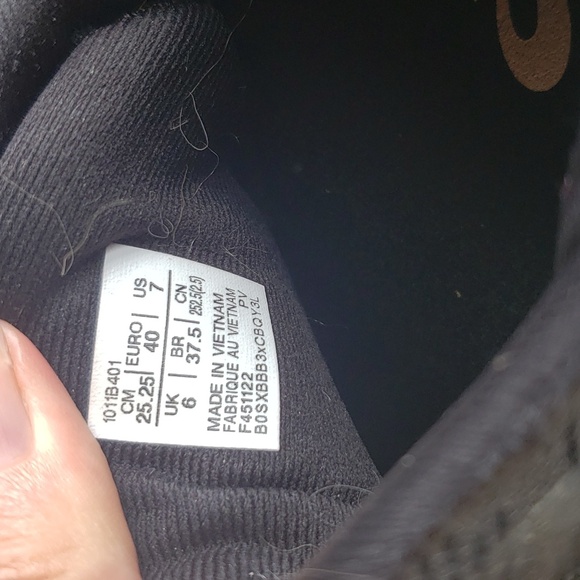 1011B401
CM | EURO | US
25.25 | 40 | 7
UK | BR | CN
6 | 37.5 | 252.5(2.5)
MADE IN VIETNAM
FABRIQUE AU VIETNAM
F451122 PV
B0SXBBB3xCBQY3L